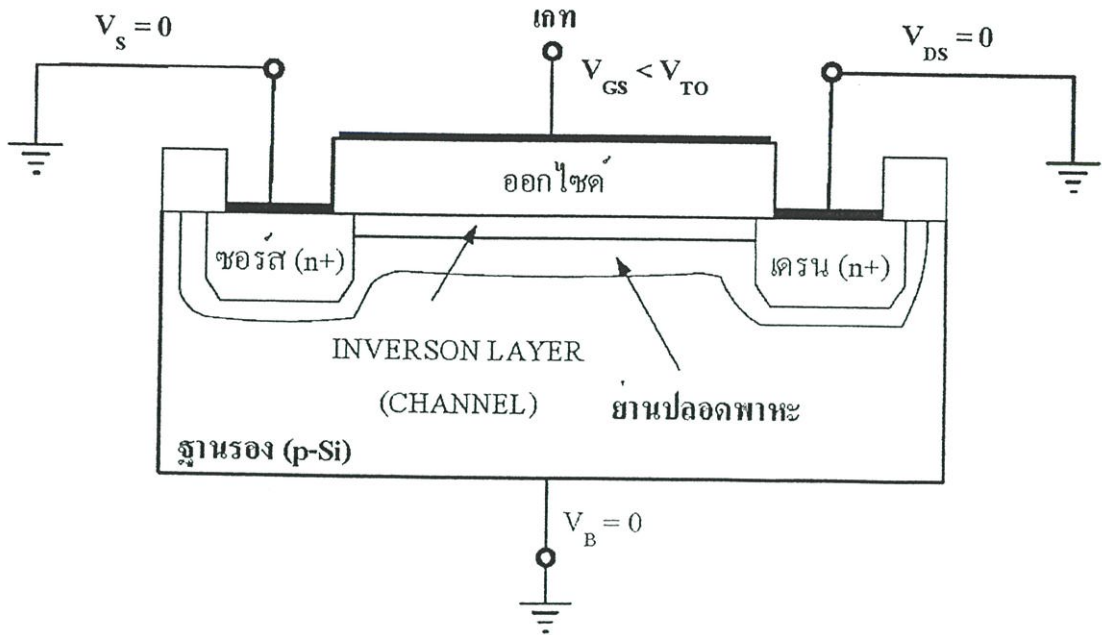 เกท
V_S = 0
V_GS < V_TO
V_DS = 0
ออกไซด์
ซอร์ส (n+)
เดรน (n+)
INVERSON LAYER
(CHANNEL)
ย่านปลอดพาหะ
ฐานรอง (p-Si)
V_B = 0